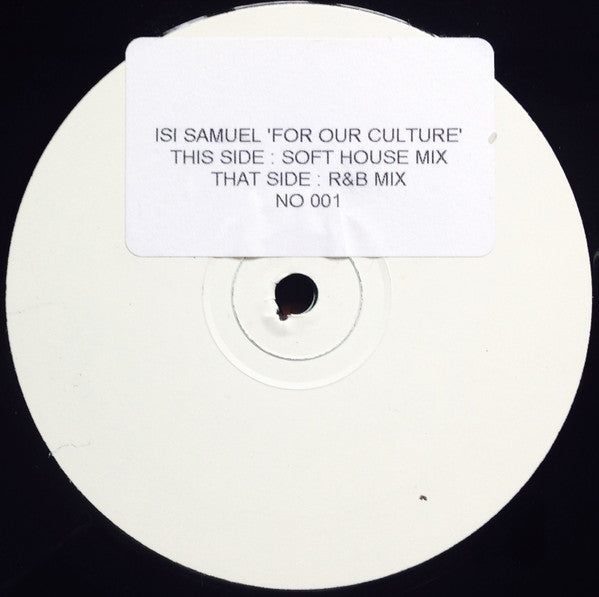 ISI SAMUEL 'FOR OUR CULTURE'
THIS SIDE : SOFT HOUSE MIX
THAT SIDE : R&B MIX
NO 001